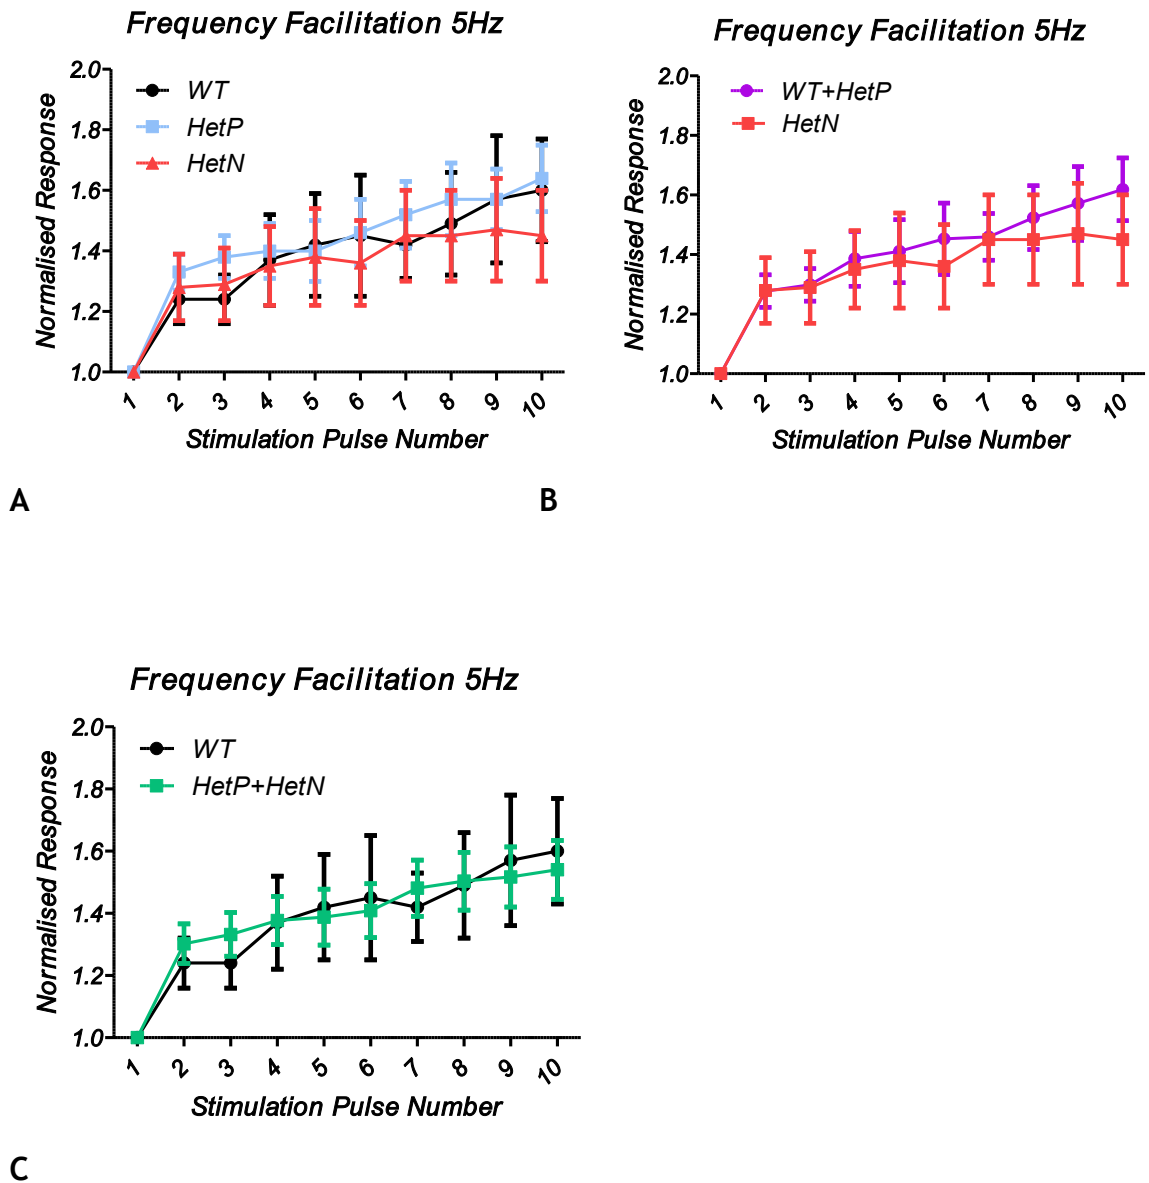 Frequency Facilitation 5Hz
2.0
1.8
1.6
1.4
1.2
1.0
Normalised Response
WT
HetP
HetN
1 2 3 4 5 6 7 8 9 10
Stimulation Pulse Number
A
Frequency Facilitation 5Hz
2.0
1.8
1.6
1.4
1.2
1.0
Normalised Response
WT+HetP
HetN
1 2 3 4 5 6 7 8 9 10
Stimulation Pulse Number
B
Frequency Facilitation 5Hz
2.0
1.8
1.6
1.4
1.2
1.0
Normalised Response
WT
HetP+HetN
1 2 3 4 5 6 7 8 9 10
Stimulation Pulse Number
C